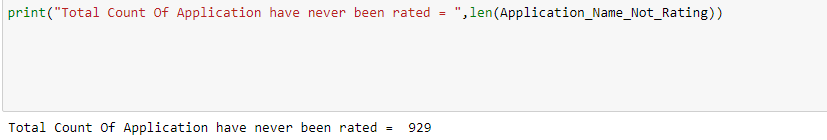 print("Total Count Of Application have never been rated = ",len(Application_Name_Not_Rating))
Total Count Of Application have never been rated =  929